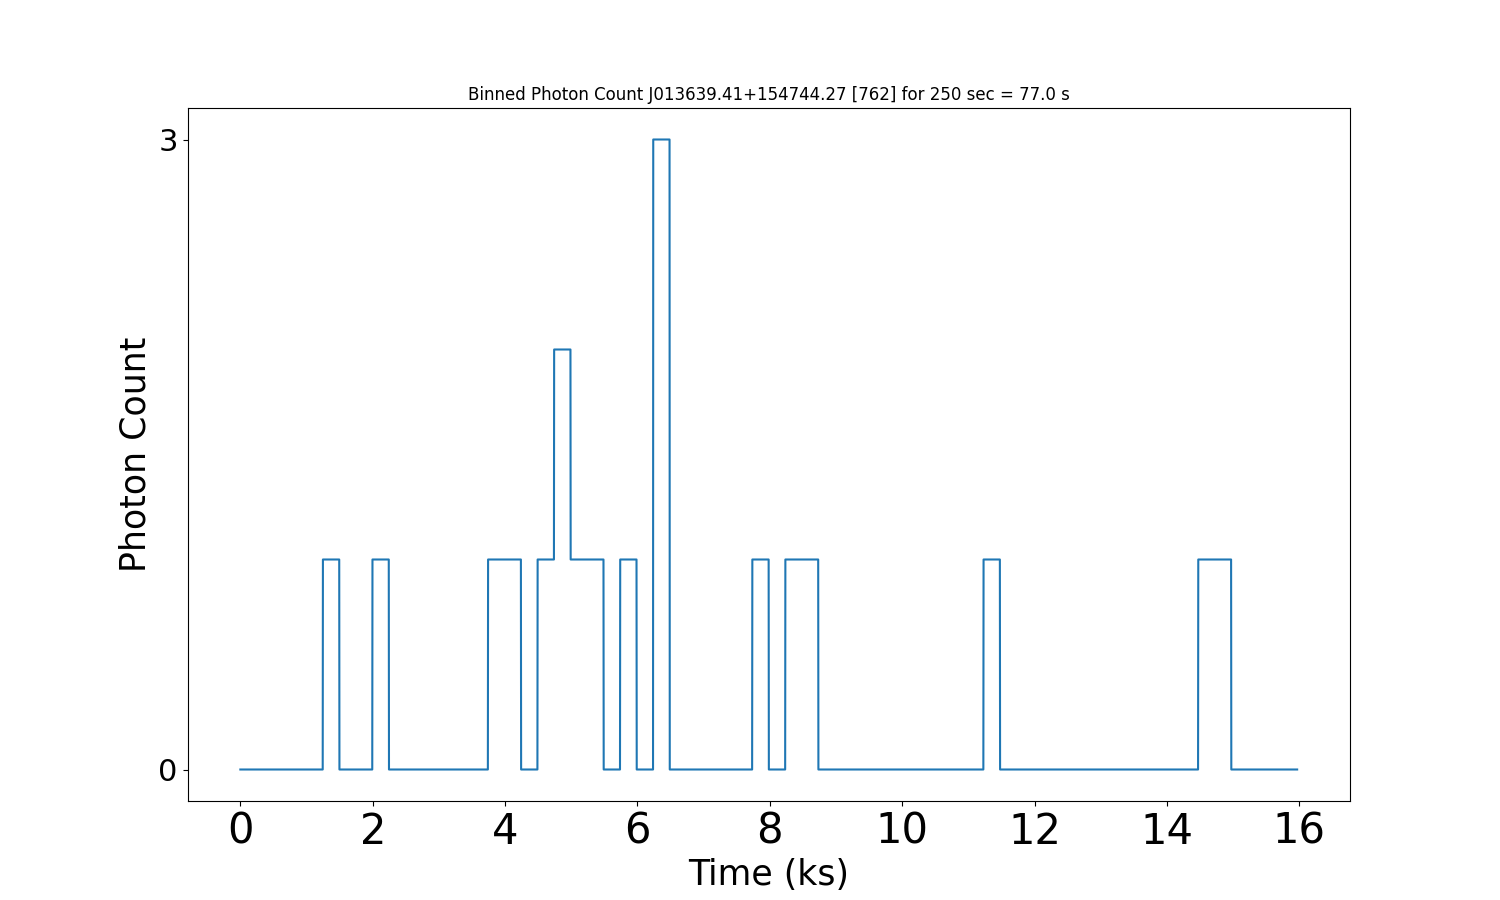 Binned Photon Count J013639.41+154744.27 [762] for 250 sec = 77.0 s
3
Photon Count
0
0 2 4 6 8 10 12 14 16
Time (ks)